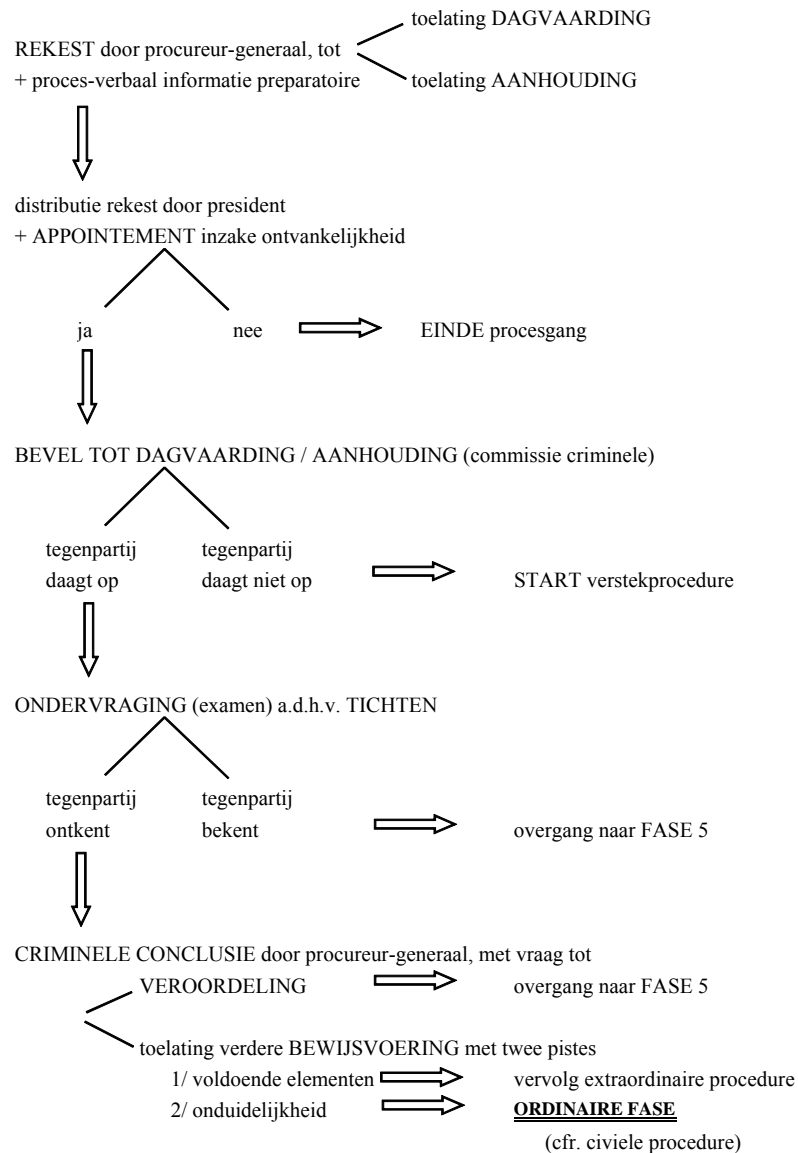 toelating DAGVAARDING
REKEST door procureur-generaal, tot
+ proces-verbaal informatie preparatoire
toelating AANHOUDING
distributie rekest door president
+ APPOINTEMENT inzake ontvankelijkheid
ja nee EINDE procesgang
BEVEL TOT DAGVAARDING / AANHOUDING (commissie criminele)
tegenpartij tegenpartij
daagt op daagt niet op START verstekprocedure
ONDERVRAGING (examen) a.d.h.v. TICHTEN
tegenpartij tegenpartij
ontkent bekent overgang naar FASE 5
CRIMINELE CONCLUSIE door procureur-generaal, met vraag tot
VEROORDELING overgang naar FASE 5
toelating verdere BEWIJSVOERING met twee pistes
1/ voldoende elementen vervolg extraordinaire procedure
2/ onduidelijkheid ORDINAIRE FASE
(cfr. civiele procedure)